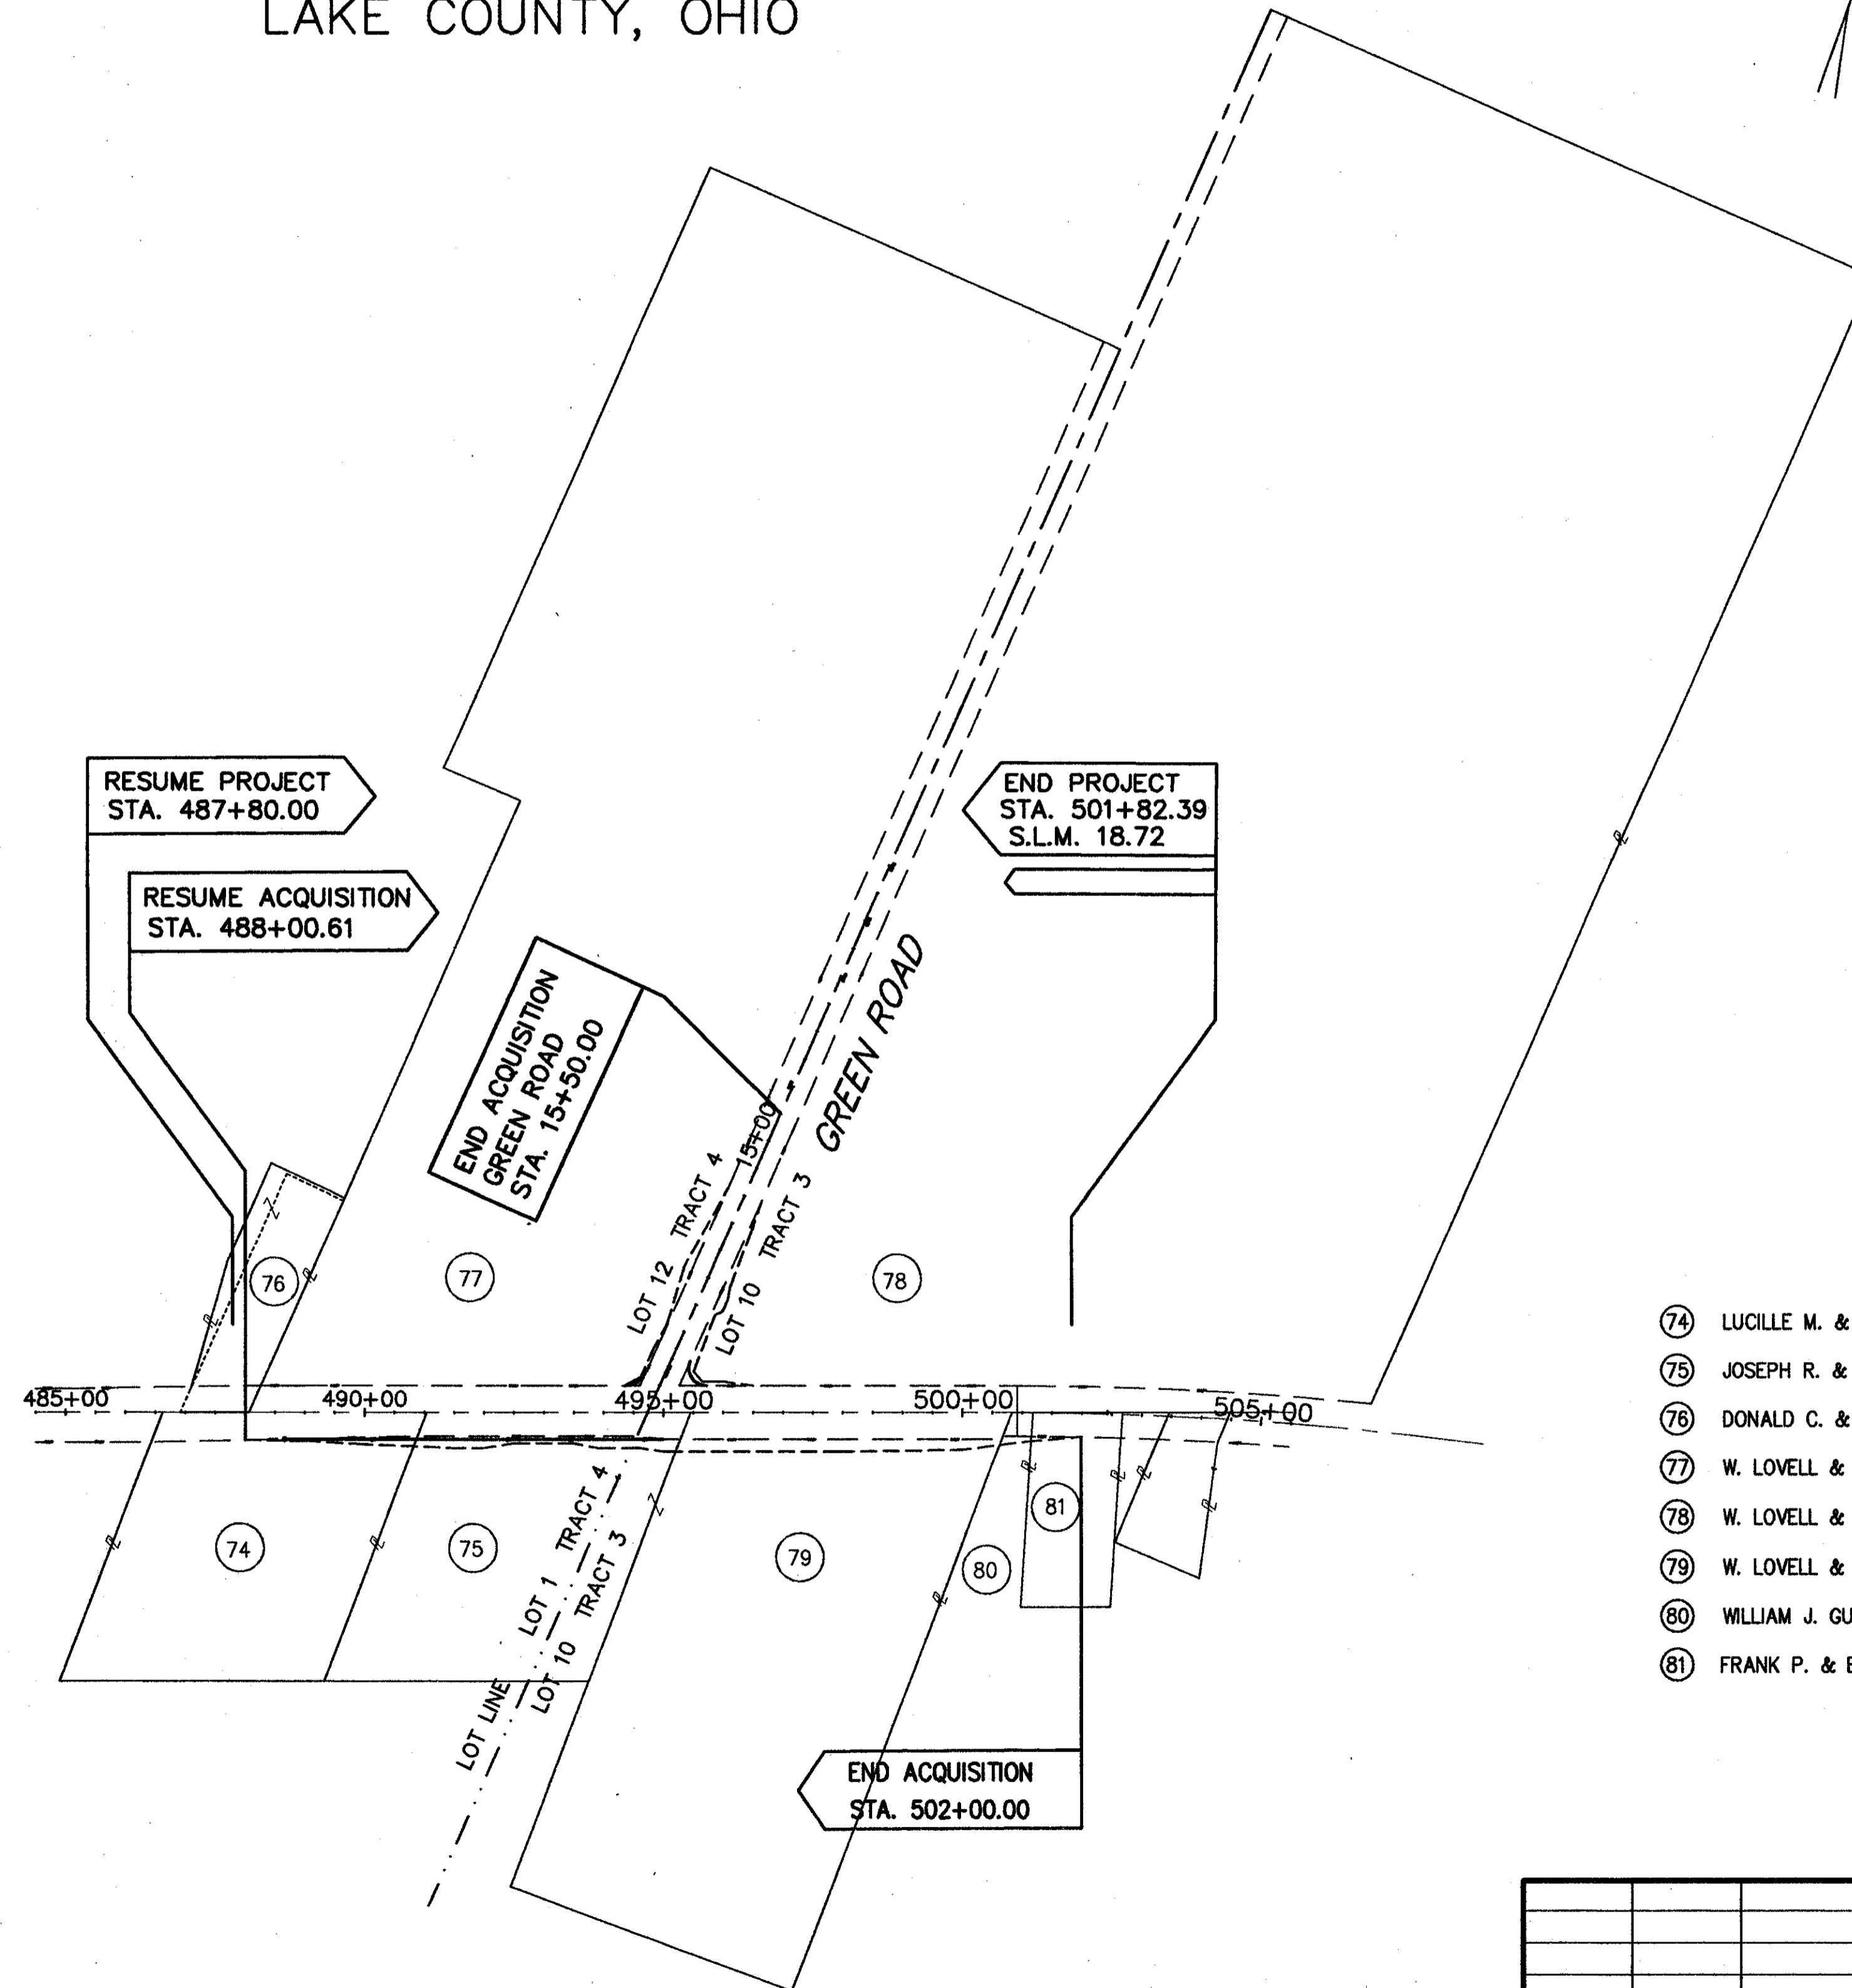 LAKE COUNTY, OHIO
RESUME PROJECT
STA. 487+80.00
RESUME ACQUISITION
STA. 488+00.61
END PROJECT
STA. 501+82.39
S.L.M. 18.72
END ACQUISITION
GREEN ROAD
STA. 15+50.00
GREEN ROAD
15+00
LOT 12 TRACT 4
LOT 10 TRACT 3
76
77
78
485+00
490+00
495+00
500+00
505+00
74
75
79
80
81
LOT LINE
LOT 1 TRACT 4
LOT 10 TRACT 3
END ACQUISITION
STA. 502+00.00
74 LUCILLE M. &
75 JOSEPH R. &
76 DONALD C. &
77 W. LOVELL &
78 W. LOVELL &
79 W. LOVELL &
80 WILLIAM J. GU
81 FRANK P. &